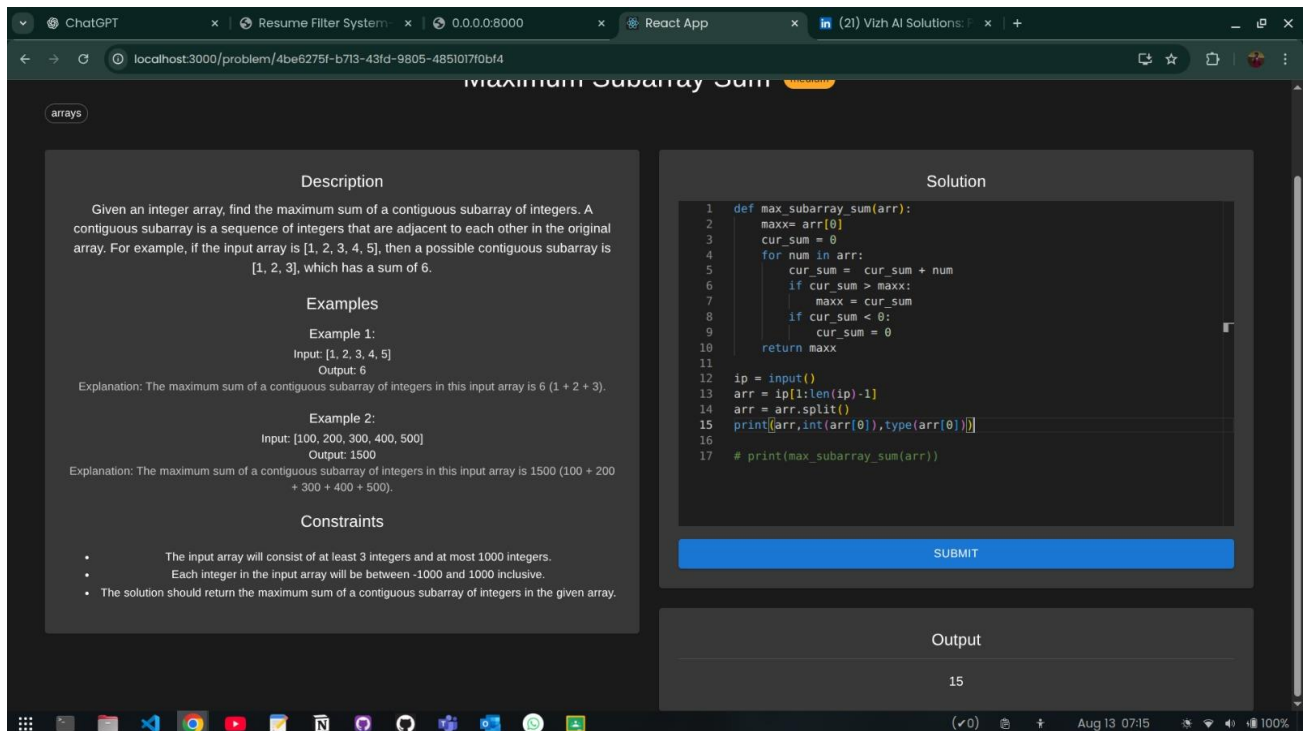 ChatGPT
Resume Filter System-
0.0.0.0:8000
React App
in (21) Vizh AI Solutions: F
localhost:3000/problem/4be6275f-b713-43fd-9805-4851017f0bf4
Maximum Subarray Sum medium
arrays
Description
Given an integer array, find the maximum sum of a contiguous subarray of integers. A
contiguous subarray is a sequence of integers that are adjacent to each other in the original
array. For example, if the input array is [1, 2, 3, 4, 5], then a possible contiguous subarray is
[1, 2, 3], which has a sum of 6.
Examples
Example 1:
Input: [1, 2, 3, 4, 5]
Output: 6
Explanation: The maximum sum of a contiguous subarray of integers in this input array is 6 (1 + 2 + 3).
Example 2:
Input: [100, 200, 300, 400, 500]
Output: 1500
Explanation: The maximum sum of a contiguous subarray of integers in this input array is 1500 (100 + 200
+ 300 + 400 + 500).
Constraints
• The input array will consist of at least 3 integers and at most 1000 integers.
• Each integer in the input array will be between -1000 and 1000 inclusive.
• The solution should return the maximum sum of a contiguous subarray of integers in the given array.
Solution
1 def max_subarray_sum(arr):
2     maxx= arr[0]
3     cur_sum = 0
4     for num in arr:
5         cur_sum =  cur_sum + num
6         if cur_sum > maxx:
7             maxx = cur_sum
8         if cur_sum < 0:
9             cur_sum = 0
10     return maxx
11
12 ip = input()
13 arr = ip[1:len(ip)-1]
14 arr = arr.split()
15 print(arr,int(arr[0]),type(arr[0]))
16
17 # print(max_subarray_sum(arr))
SUBMIT
Output
15
(✔0) Aug 13 07:15 100%